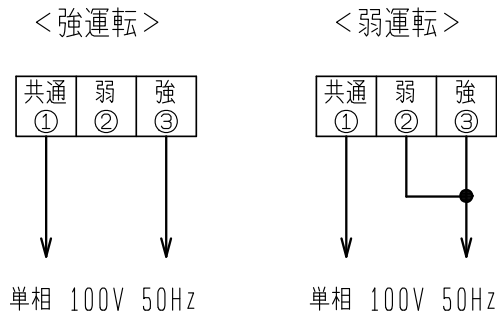 ＜強運転＞ ＜弱運転＞
共通 弱 強 共通 弱 強
① ② ③ ① ② ③
単相 100V 50Hz 単相 100V 50Hz